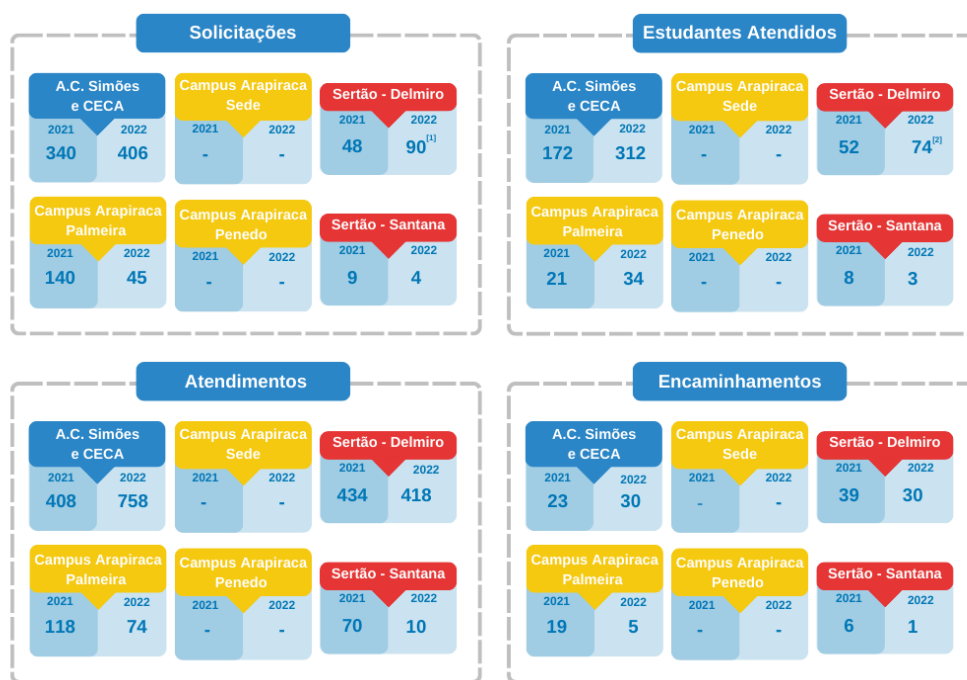 Solicitações
A.C. Simões
e CECA
2021 2022
340 406
Campus Arapiraca
Sede
2021 2022
- -
Sertão - Delmiro
2021 2022
48 90[1]
Campus Arapiraca
Palmeira
2021 2022
140 45
Campus Arapiraca
Penedo
2021 2022
- -
Sertão - Santana
2021 2022
9 4
Estudantes Atendidos
A.C. Simões
e CECA
2021 2022
172 312
Campus Arapiraca
Sede
2021 2022
- -
Sertão - Delmiro
2021 2022
52 74[2]
Campus Arapiraca
Palmeira
2021 2022
21 34
Campus Arapiraca
Penedo
2021 2022
- -
Sertão - Santana
2021 2022
8 3
Atendimentos
A.C. Simões
e CECA
2021 2022
408 758
Campus Arapiraca
Sede
2021 2022
- -
Sertão - Delmiro
2021 2022
434 418
Campus Arapiraca
Palmeira
2021 2022
118 74
Campus Arapiraca
Penedo
2021 2022
- -
Sertão - Santana
2021 2022
70 10
Encaminhamentos
A.C. Simões
e CECA
2021 2022
23 30
Campus Arapiraca
Sede
2021 2022
- -
Sertão - Delmiro
2021 2022
39 30
Campus Arapiraca
Palmeira
2021 2022
19 5
Campus Arapiraca
Penedo
2021 2022
- -
Sertão - Santana
2021 2022
6 1